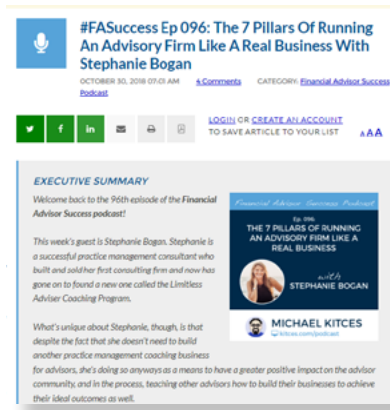 #FASuccess Ep 096: The 7 Pillars Of Running
An Advisory Firm Like A Real Business With
Stephanie Bogan
OCTOBER 30, 2018 07:01 AM 4 Comments CATEGORY: Financial Advisor Success
Podcast
LOGIN OR CREATE AN ACCOUNT
TO SAVE ARTICLE TO YOUR LIST
A A A
EXECUTIVE SUMMARY
Welcome back to the 96th episode of the Financial
Advisor Success podcast!
This week's guest is Stephanie Bogan. Stephanie is
a successful practice management consultant who
built and sold her first consulting firm and now has
gone on to found a new one called the Limitless
Adviser Coaching Program.
What's unique about Stephanie, though, is that
despite the fact that she doesn't need to build
another practice management coaching business
for advisors, she's doing so anyways as a means to have a greater positive impact on the advisor
community, and in the process, teaching other advisors how to build their businesses to achieve
their ideal outcomes as well.
Financial Advisor Success Podcast
Ep. 096
THE 7 PILLARS OF RUNNING
AN ADVISORY FIRM LIKE A
REAL BUSINESS
with
STEPHANIE BOGAN
MICHAEL KITCES
kitces.com/podcast